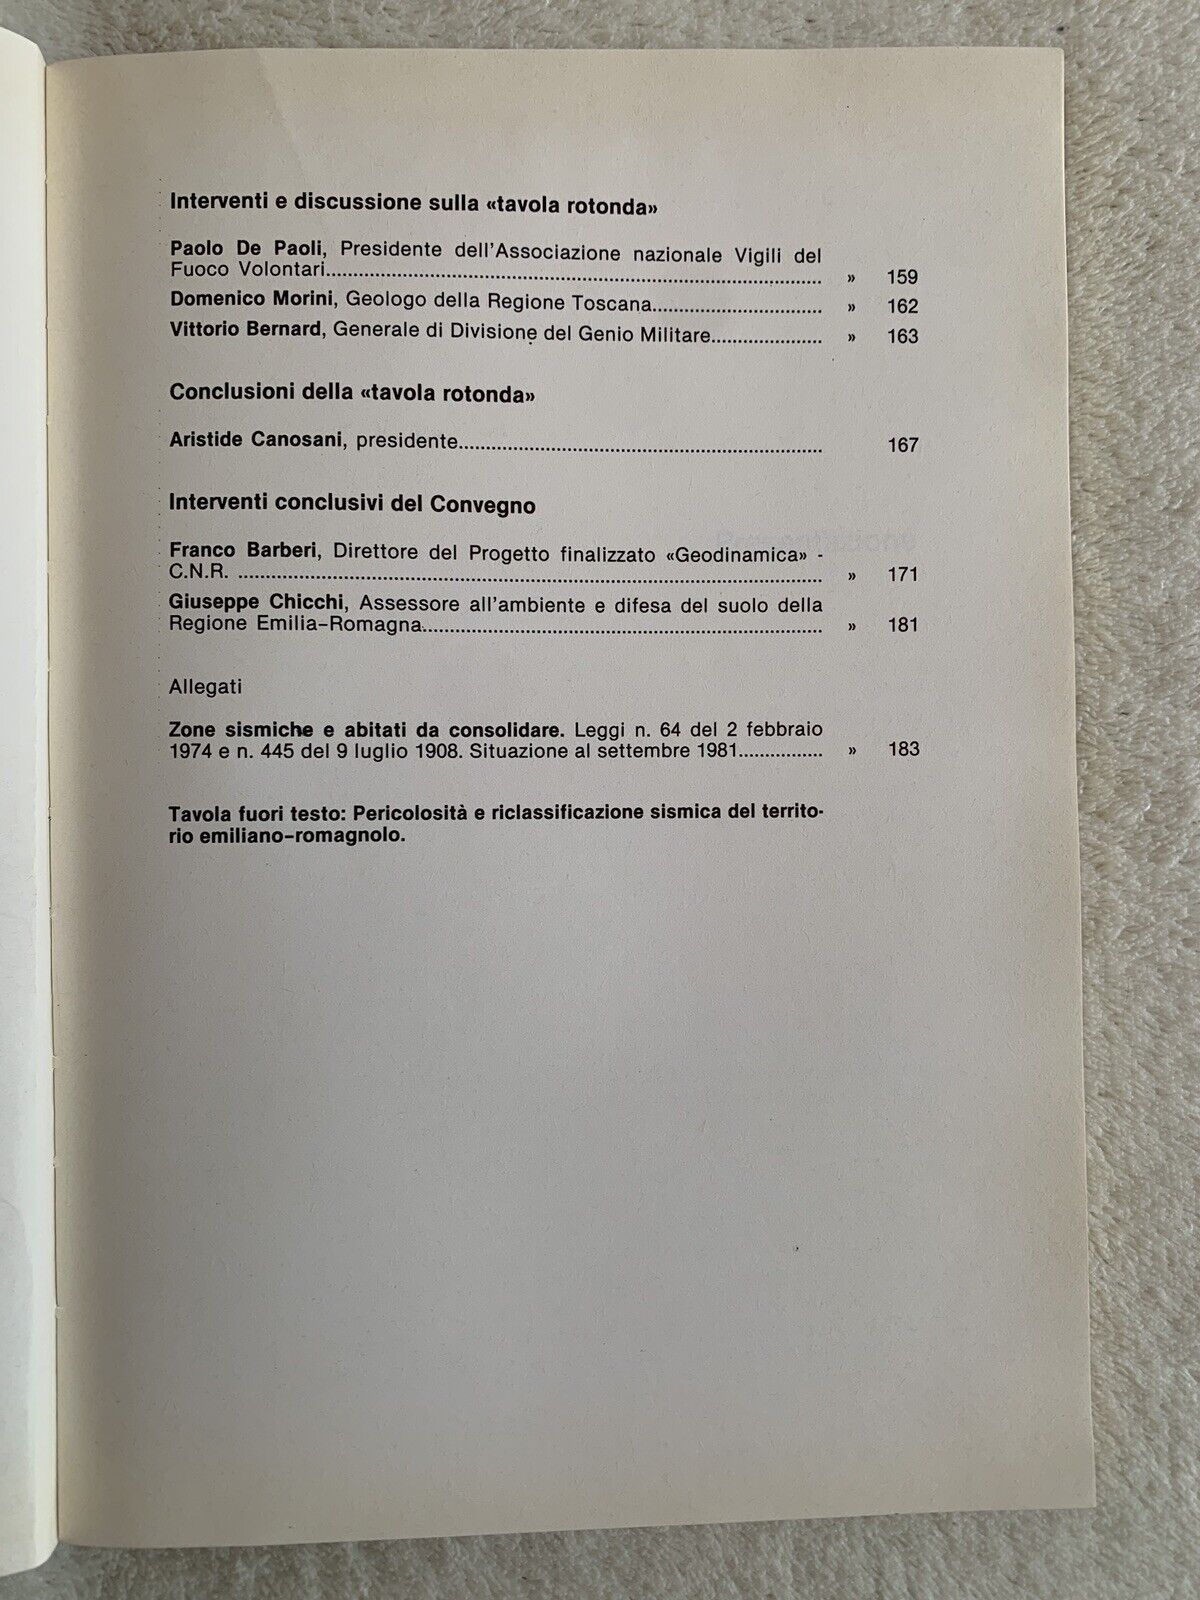 Interventi e discussione sulla «tavola rotonda»
Paolo De Paoli, Presidente dell'Associazione nazionale Vigili del
Fuoco Volontari.......... » 159
Domenico Morini, Geologo della Regione Toscana.......... » 162
Vittorio Bernard, Generale di Divisione del Genio Militare.......... » 163
Conclusioni della «tavola rotonda»
Aristide Canosani, presidente.......... 167
Interventi conclusivi del Convegno
Franco Barberi, Direttore del Progetto finalizzato «Geodinamica» -
C.N.R. .......... » 171
Giuseppe Chicchi, Assessore all'ambiente e difesa del suolo della
Regione Emilia-Romagna.......... » 181
Allegati
Zone sismiche e abitati da consolidare. Leggi n. 64 del 2 febbraio
1974 e n. 445 del 9 luglio 1908. Situazione al settembre 1981.......... » 183
Tavola fuori testo: Pericolosità e riclassificazione sismica del territo-
rio emiliano-romagnolo.